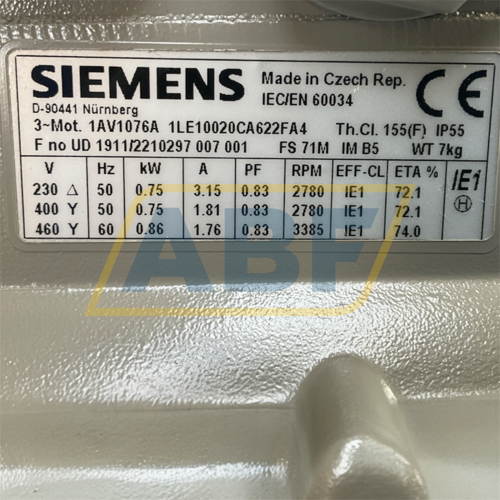 SIEMENS
Made in Czech Rep. CE
D-90441 Nürnberg IEC/EN 60034
3~Mot. 1AV1076A 1LE10020CA622FA4 Th.Cl. 155(F) IP55
F no UD 1911/2210297 007 001 FS 71M IM B5 WT 7kg
V Hz kW A PF RPM EFF-CL ETA % IE1
230 Δ 50 0.75 3.15 0.83 2780 IE1 72.1 H
400 Y 50 0.75 1.81 0.83 2780 IE1 72.1
460 Y 60 0.86 1.76 0.83 3385 IE1 74.0
ABF